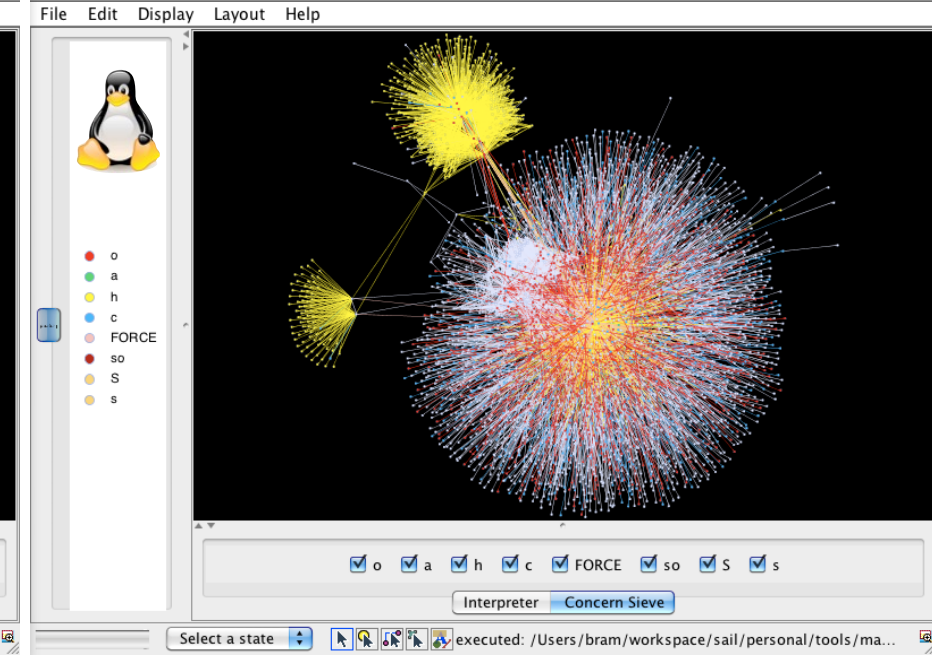 File Edit Display Layout Help
o
a
h
c
FORCE
so
S
s
o a h c FORCE so S s
Interpreter Concern Sieve
Select a state executed: /Users/bram/workspace/sail/personal/tools/ma...